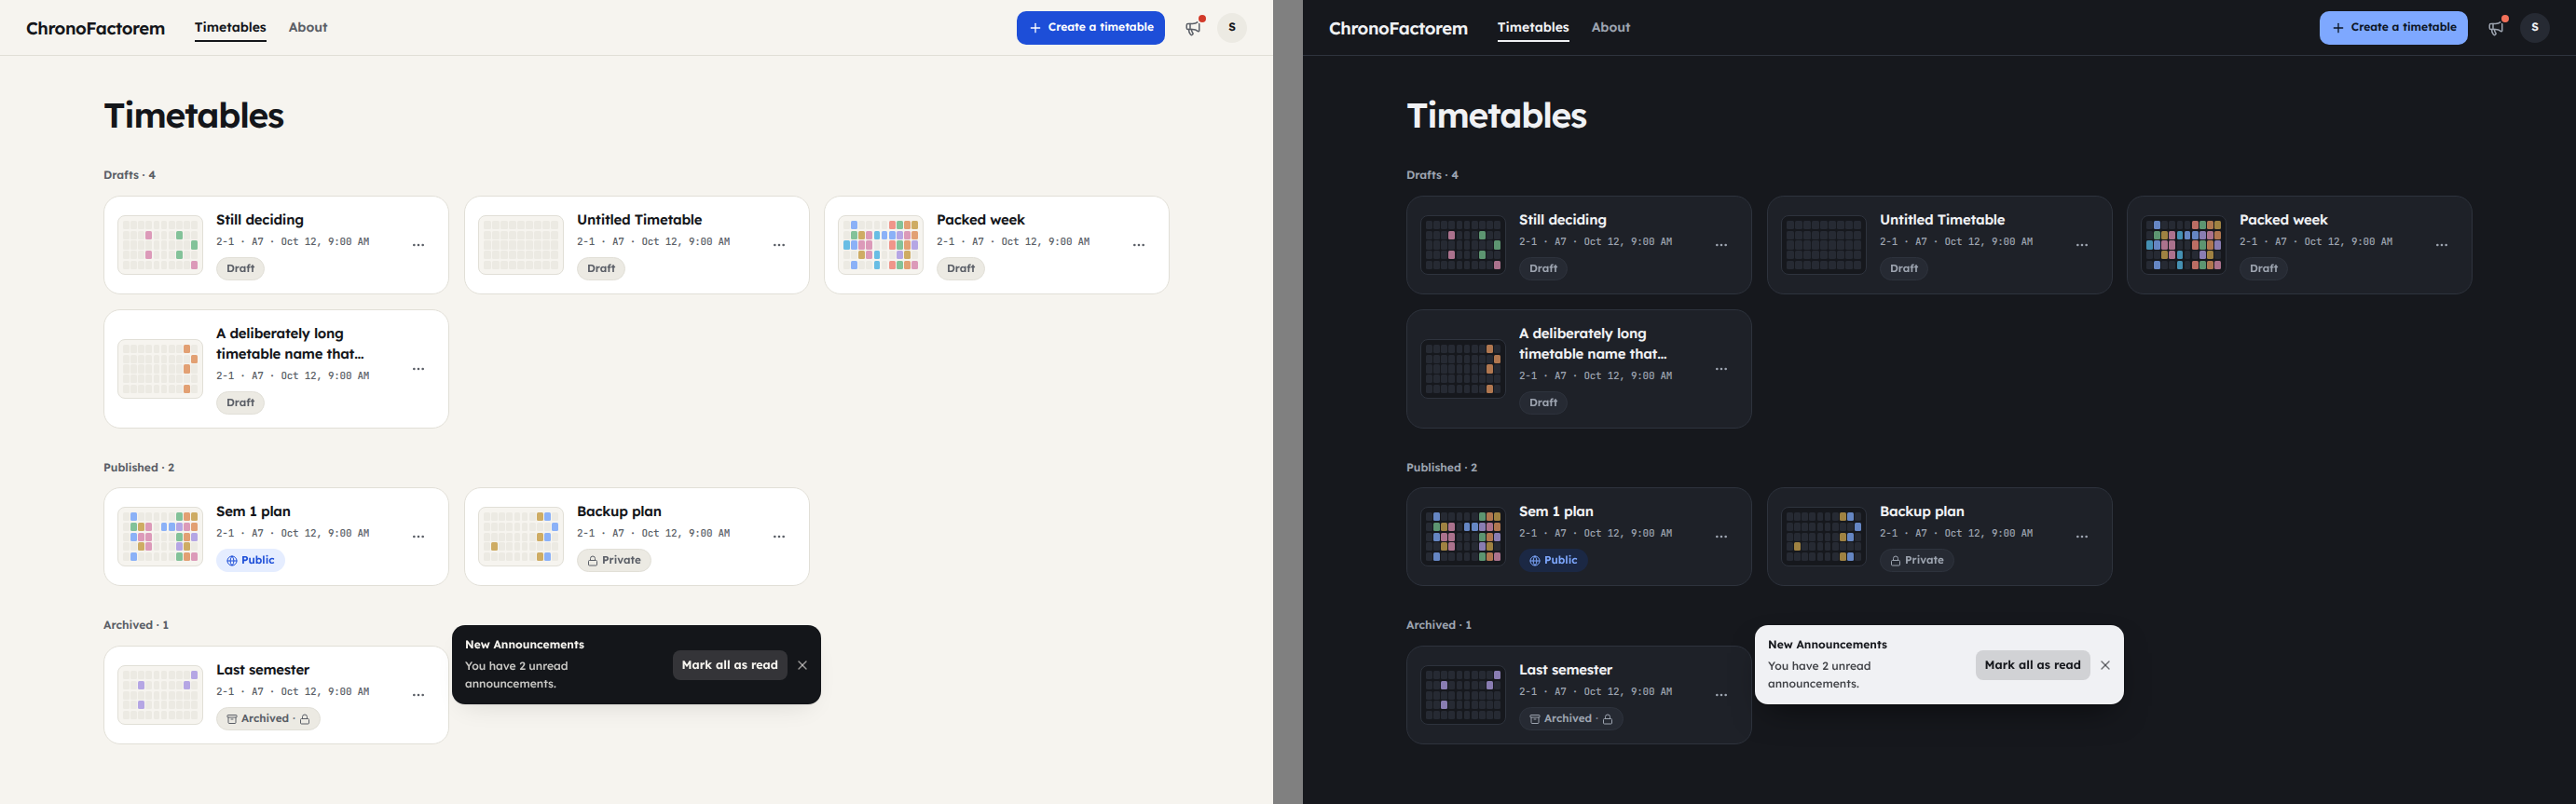 ChronoFactorem
Timetables
About
+ Create a timetable
S
Timetables
Drafts · 4
Still deciding
2-1 · A7 · Oct 12, 9:00 AM
Draft
Untitled Timetable
2-1 · A7 · Oct 12, 9:00 AM
Draft
Packed week
2-1 · A7 · Oct 12, 9:00 AM
Draft
A deliberately long
timetable name that...
2-1 · A7 · Oct 12, 9:00 AM
Draft
Published · 2
Sem 1 plan
2-1 · A7 · Oct 12, 9:00 AM
Public
Backup plan
2-1 · A7 · Oct 12, 9:00 AM
Private
Archived · 1
Last semester
2-1 · A7 · Oct 12, 9:00 AM
Archived ·
New Announcements
You have 2 unread
announcements.
Mark all as read
ChronoFactorem
Timetables
About
+ Create a timetable
S
Timetables
Drafts · 4
Still deciding
2-1 · A7 · Oct 12, 9:00 AM
Draft
Untitled Timetable
2-1 · A7 · Oct 12, 9:00 AM
Draft
Packed week
2-1 · A7 · Oct 12, 9:00 AM
Draft
A deliberately long
timetable name that...
2-1 · A7 · Oct 12, 9:00 AM
Draft
Published · 2
Sem 1 plan
2-1 · A7 · Oct 12, 9:00 AM
Public
Backup plan
2-1 · A7 · Oct 12, 9:00 AM
Private
Archived · 1
Last semester
2-1 · A7 · Oct 12, 9:00 AM
Archived ·
New Announcements
You have 2 unread
announcements.
Mark all as read